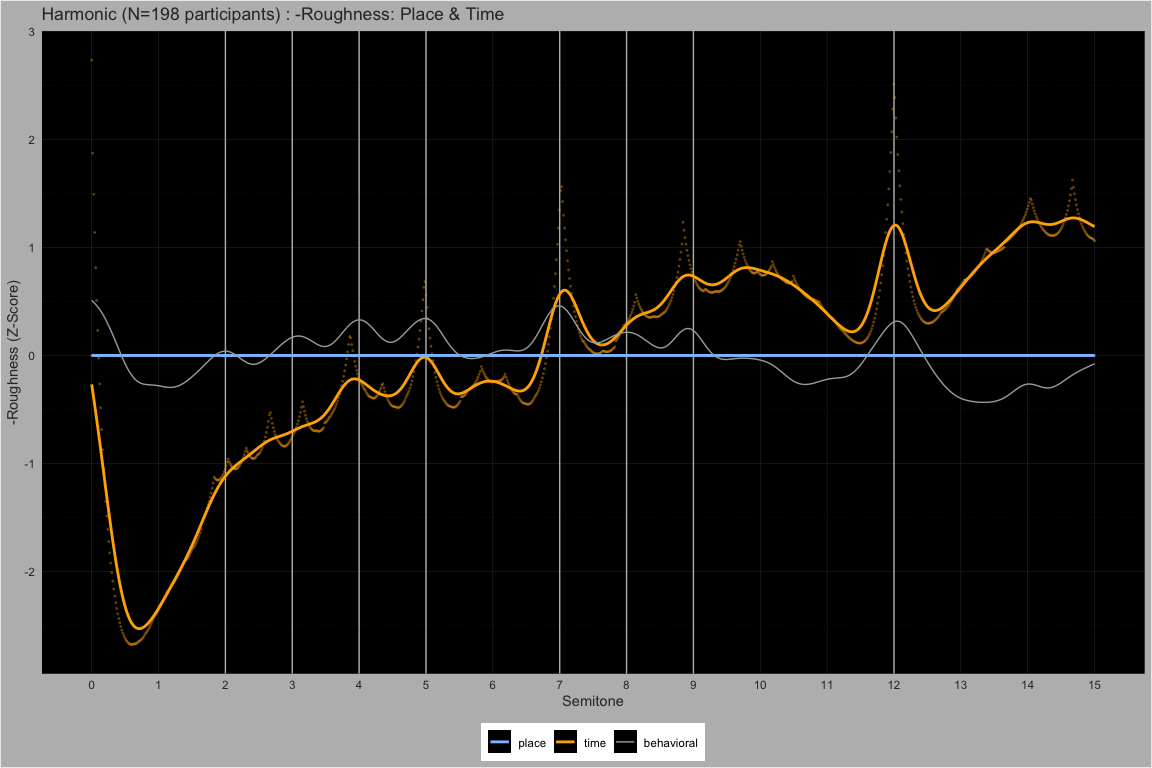 Harmonic (N=198 participants) : -Roughness: Place & Time
-Roughness (Z-Score)
3
2
1
0
-1
-2
0 1 2 3 4 5 6 7 8 9 10 11 12 13 14 15
Semitone
place time behavioral